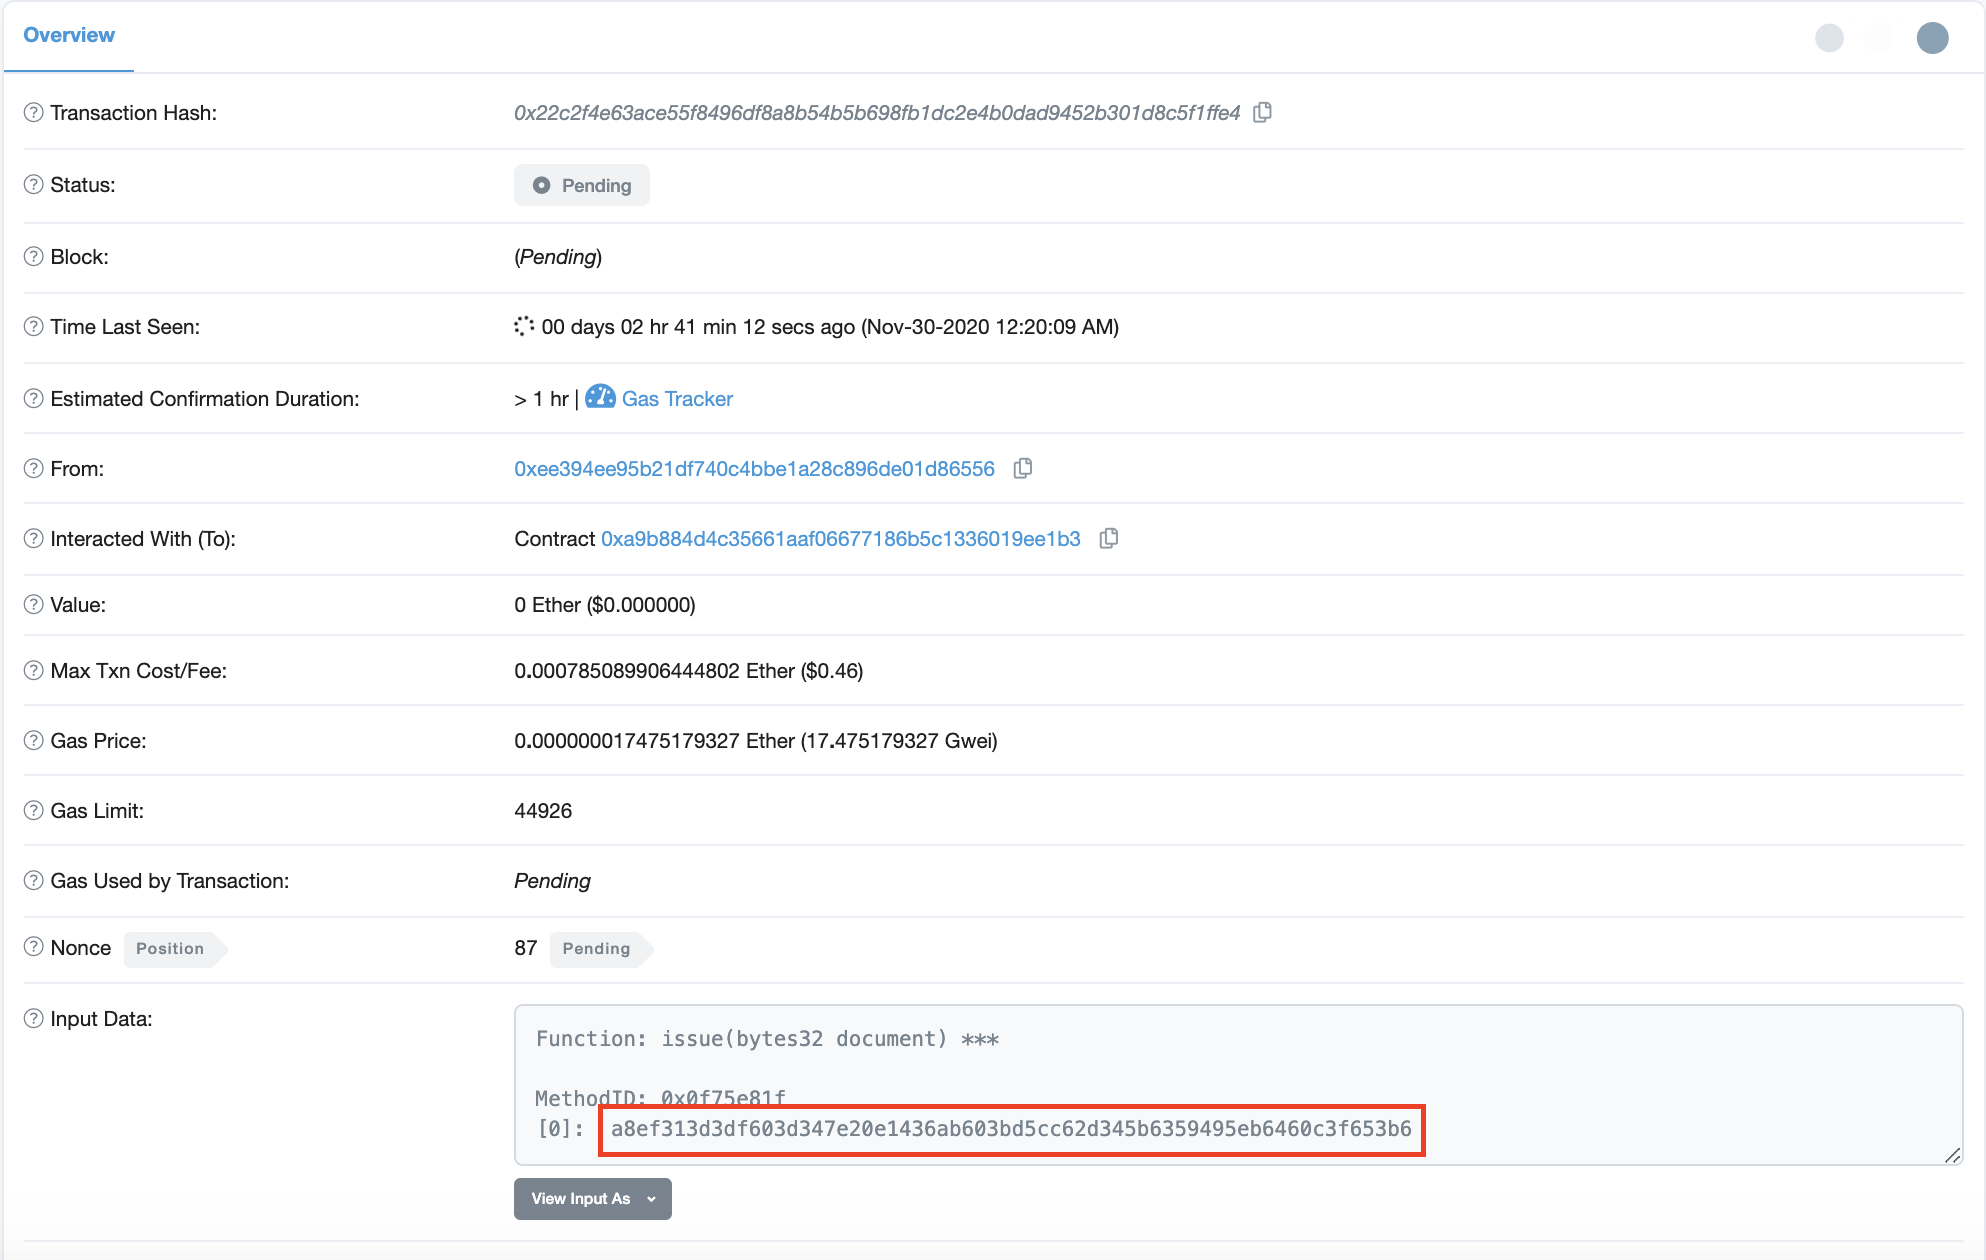 Overview
Transaction Hash: 0x22c2f4e63ace55f8496df8a8b54b5b698fb1dc2e4b0dad9452b301d8c5f1ffe4
Status: Pending
Block: (Pending)
Time Last Seen: 00 days 02 hr 41 min 12 secs ago (Nov-30-2020 12:20:09 AM)
Estimated Confirmation Duration: > 1 hr | Gas Tracker
From: 0xee394ee95b21df740c4bbe1a28c896de01d86556
Interacted With (To): Contract 0xa9b884d4c35661aaf06677186b5c1336019ee1b3
Value: 0 Ether ($0.000000)
Max Txn Cost/Fee: 0.000785089906444802 Ether ($0.46)
Gas Price: 0.000000017475179327 Ether (17.475179327 Gwei)
Gas Limit: 44926
Gas Used by Transaction: Pending
Nonce Position 87 Pending
Input Data: Function: issue(bytes32 document) ***
MethodID: 0x0f75e81f
[0]: a8ef313d3df603d347e20e1436ab603bd5cc62d345b6359495eb6460c3f653b6
View Input As